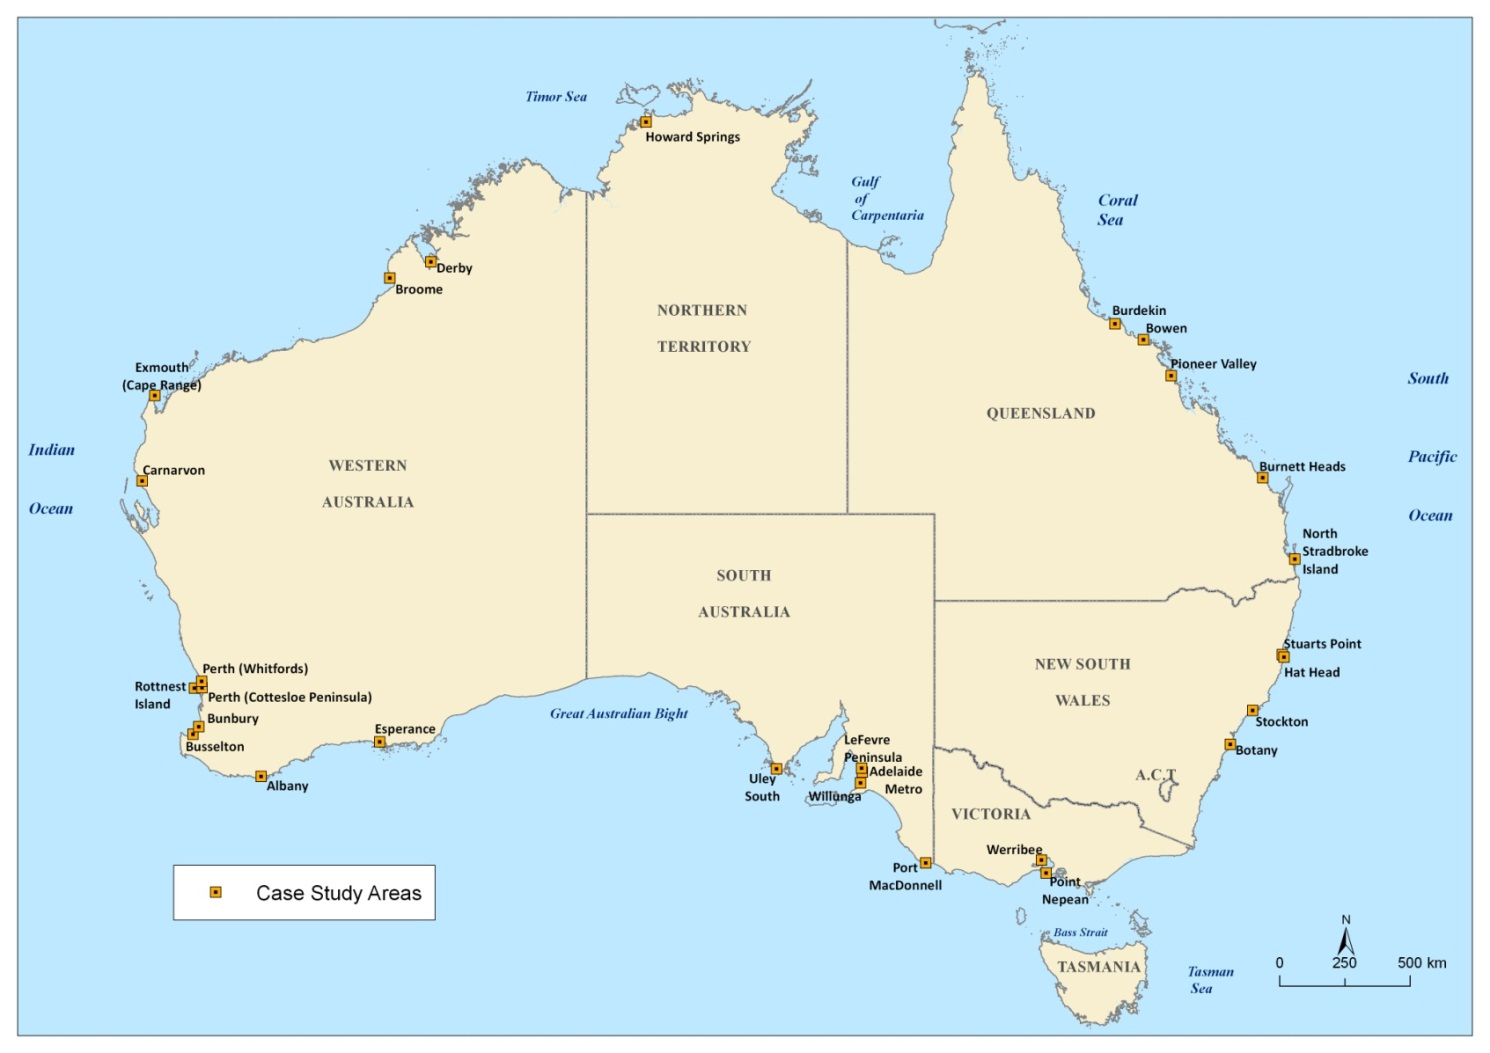 Timor Sea
Howard Springs
Gulf
of
Carpentaria
Coral
Sea
Derby
Broome
NORTHERN
TERRITORY
Burdekin
Bowen
Pioneer Valley
Exmouth
(Cape Range)
South
Pacific
Ocean
QUEENSLAND
Indian
Ocean
WESTERN
AUSTRALIA
Carnarvon
Burnett Heads
North
Stradbroke
Island
SOUTH
AUSTRALIA
Stuarts Point
Hat Head
NEW SOUTH
WALES
Perth (Whitfords)
Rottnest
Island
Perth (Cottesloe Peninsula)
Bunbury
Busselton
Esperance
Albany
Great Australian Bight
Stockton
Botany
LeFevre
Peninsula
Adelaide
Metro
Uley
South
Willunga
A.C.T
VICTORIA
Werribee
Port
MacDonnell
Point
Nepean
Case Study Areas
Bass Strait
TASMANIA
Tasman
Sea
N
0 250 500 km